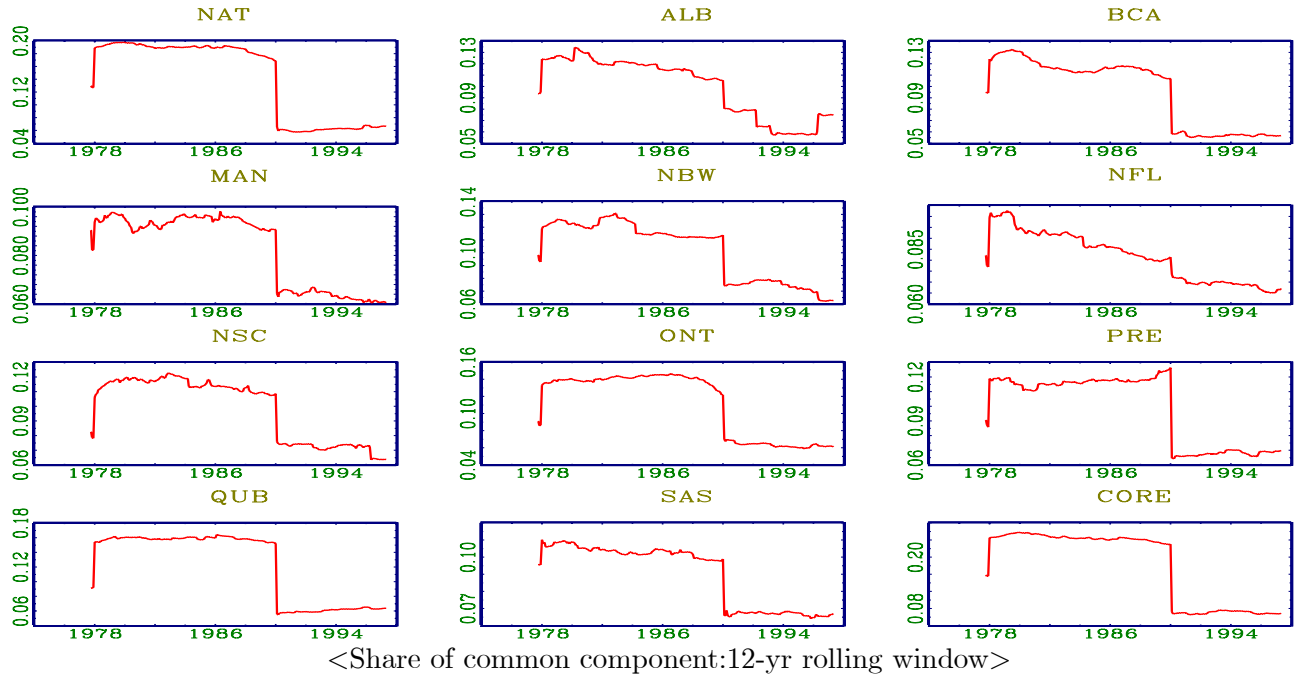 NAT ALB BCA
0.20 0.12 0.04 0.13 0.09 0.05 0.13 0.09 0.05
1978 1986 1994 1978 1986 1994 1978 1986 1994
MAN NBW NFL
0.100 0.080 0.060 0.14 0.10 0.06 0.085 0.060
1978 1986 1994 1978 1986 1994 1978 1986 1994
NSC ONT PRE
0.12 0.09 0.06 0.16 0.10 0.04 0.12 0.09 0.06
1978 1986 1994 1978 1986 1994 1978 1986 1994
QUB SAS CORE
0.18 0.06 0.10 0.07 0.20 0.08
1978 1986 1994 1978 1986 1994 1978 1986 1994
<Share of common component:12-yr rolling window>